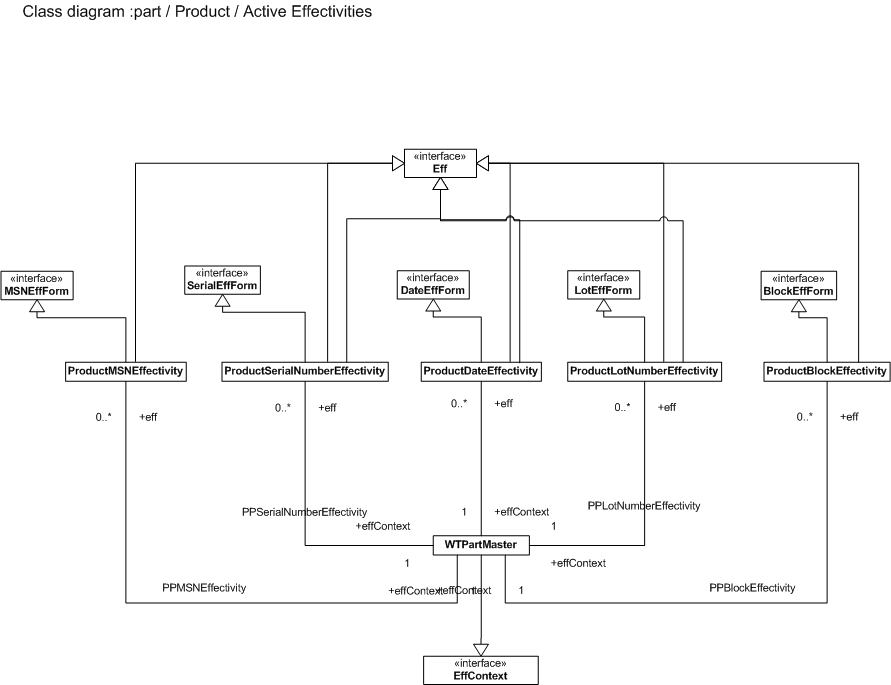 Class diagram :part / Product / Active Effectivities
«interface»
Eff
«interface»
MSNEffForm
«interface»
SerialEffForm
«interface»
DateEffForm
«interface»
LotEffForm
«interface»
BlockEffForm
ProductMSNEffectivity
ProductSerialNumberEffectivity
ProductDateEffectivity
ProductLotNumberEffectivity
ProductBlockEffectivity
0..* +eff
0..* +eff
0..* +eff
0..* +eff
0..* +eff
PPSerialNumberEffectivity
1 +effContext
PPLotNumberEffectivity
+effContext
1
WTPartMaster
1
+effContext
PPMSNEffectivity
+effContext
+effContext
1
1
PPBlockEffectivity
«interface»
EffContext